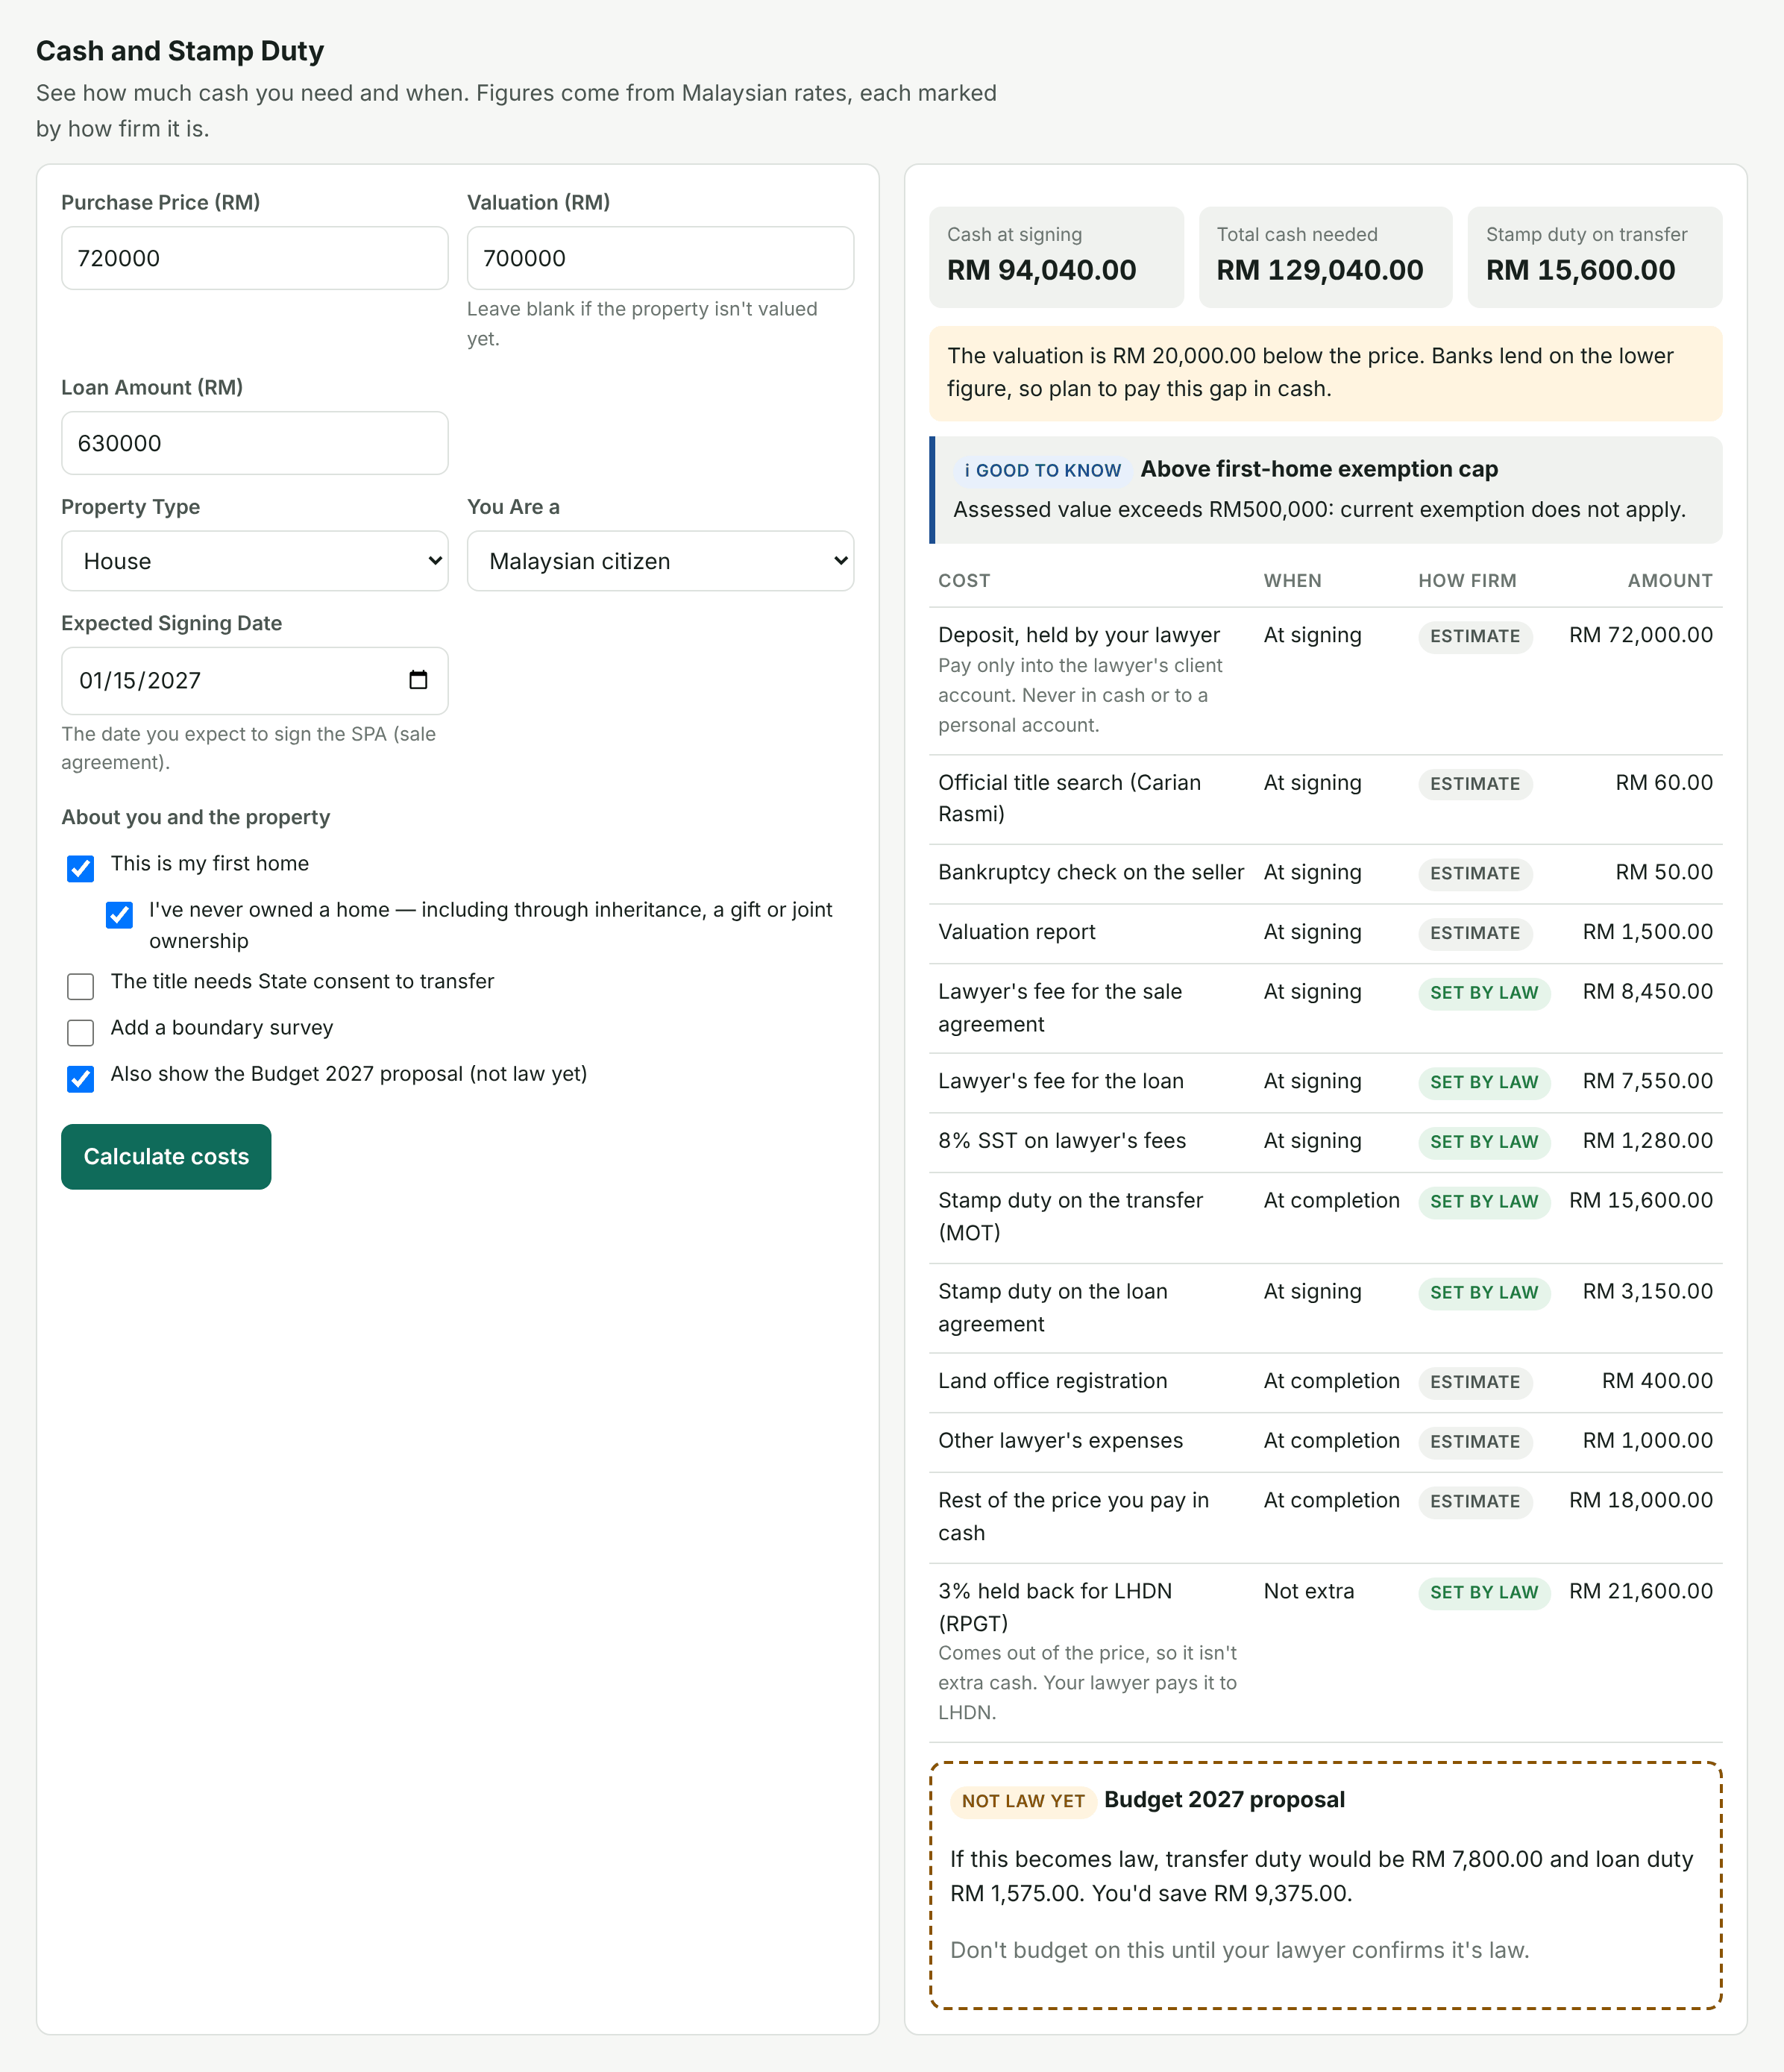 Cash and Stamp Duty
See how much cash you need and when. Figures come from Malaysian rates, each marked
by how firm it is.
Purchase Price (RM)
720000
Valuation (RM)
700000
Leave blank if the property isn't valued
yet.
Loan Amount (RM)
630000
Property Type
House
You Are a
Malaysian citizen
Expected Signing Date
01/15/2027
The date you expect to sign the SPA (sale
agreement).
About you and the property
This is my first home
I've never owned a home — including through inheritance, a gift or joint
ownership
The title needs State consent to transfer
Add a boundary survey
Also show the Budget 2027 proposal (not law yet)
Calculate costs
Cash at signing
RM 94,040.00
Total cash needed
RM 129,040.00
Stamp duty on transfer
RM 15,600.00
The valuation is RM 20,000.00 below the price. Banks lend on the lower
figure, so plan to pay this gap in cash.
i GOOD TO KNOW Above first-home exemption cap
Assessed value exceeds RM500,000: current exemption does not apply.
COST WHEN HOW FIRM AMOUNT
Deposit, held by your lawyer At signing ESTIMATE RM 72,000.00
Pay only into the lawyer's client
account. Never in cash or to a
personal account.
Official title search (Carian At signing ESTIMATE RM 60.00
Rasmi)
Bankruptcy check on the seller At signing ESTIMATE RM 50.00
Valuation report At signing ESTIMATE RM 1,500.00
Lawyer's fee for the sale At signing SET BY LAW RM 8,450.00
agreement
Lawyer's fee for the loan At signing SET BY LAW RM 7,550.00
8% SST on lawyer's fees At signing SET BY LAW RM 1,280.00
Stamp duty on the transfer At completion SET BY LAW RM 15,600.00
(MOT)
Stamp duty on the loan At signing SET BY LAW RM 3,150.00
agreement
Land office registration At completion ESTIMATE RM 400.00
Other lawyer's expenses At completion ESTIMATE RM 1,000.00
Rest of the price you pay in At completion ESTIMATE RM 18,000.00
cash
3% held back for LHDN Not extra SET BY LAW RM 21,600.00
(RPGT)
Comes out of the price, so it isn't
extra cash. Your lawyer pays it to
LHDN.
NOT LAW YET Budget 2027 proposal
If this becomes law, transfer duty would be RM 7,800.00 and loan duty
RM 1,575.00. You'd save RM 9,375.00.
Don't budget on this until your lawyer confirms it's law.